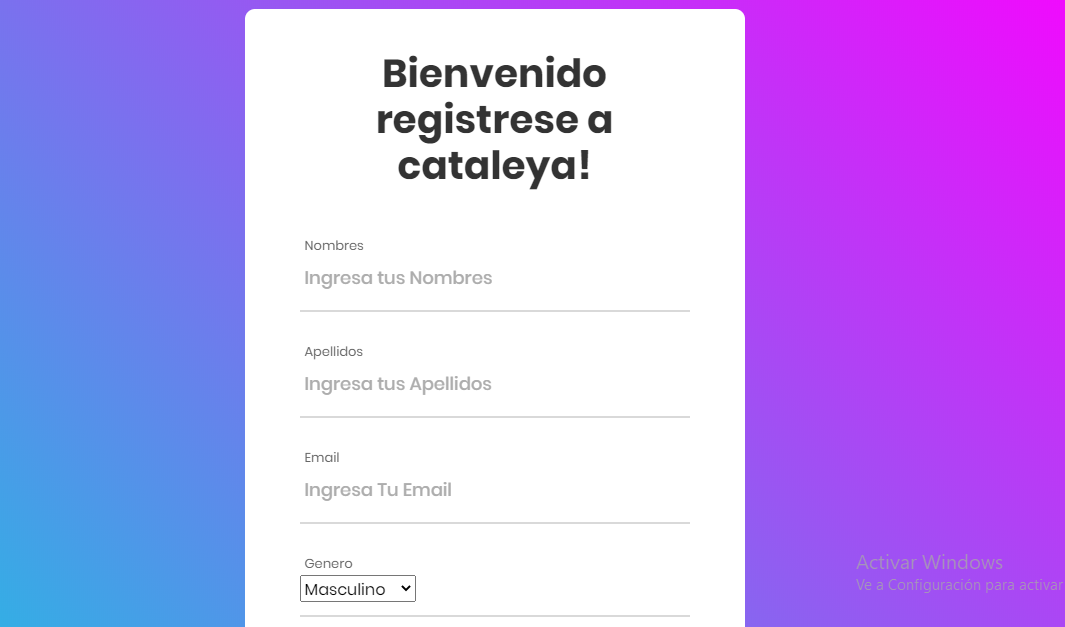 Bienvenido
registrese a
cataleya!
Nombres
Ingresa tus Nombres
Apellidos
Ingresa tus Apellidos
Email
Ingresa Tu Email
Genero
Masculino
Activar Windows
Ve a Configuración para activar